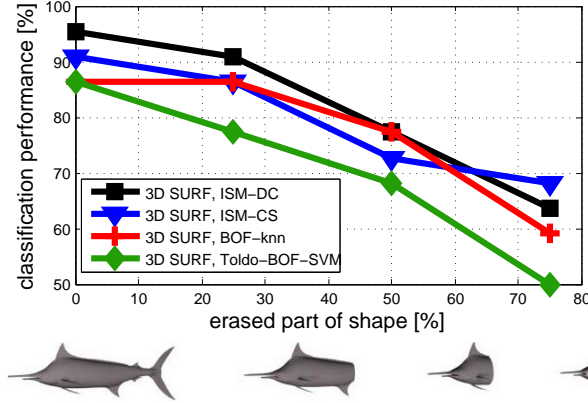 classification performance [%]
100
90
80
70
60
50
3D SURF, ISM-DC
3D SURF, ISM-CS
3D SURF, BOF-knn
3D SURF, Toldo-BOF-SVM
0 10 20 30 40 50 60 70 80
erased part of shape [%]